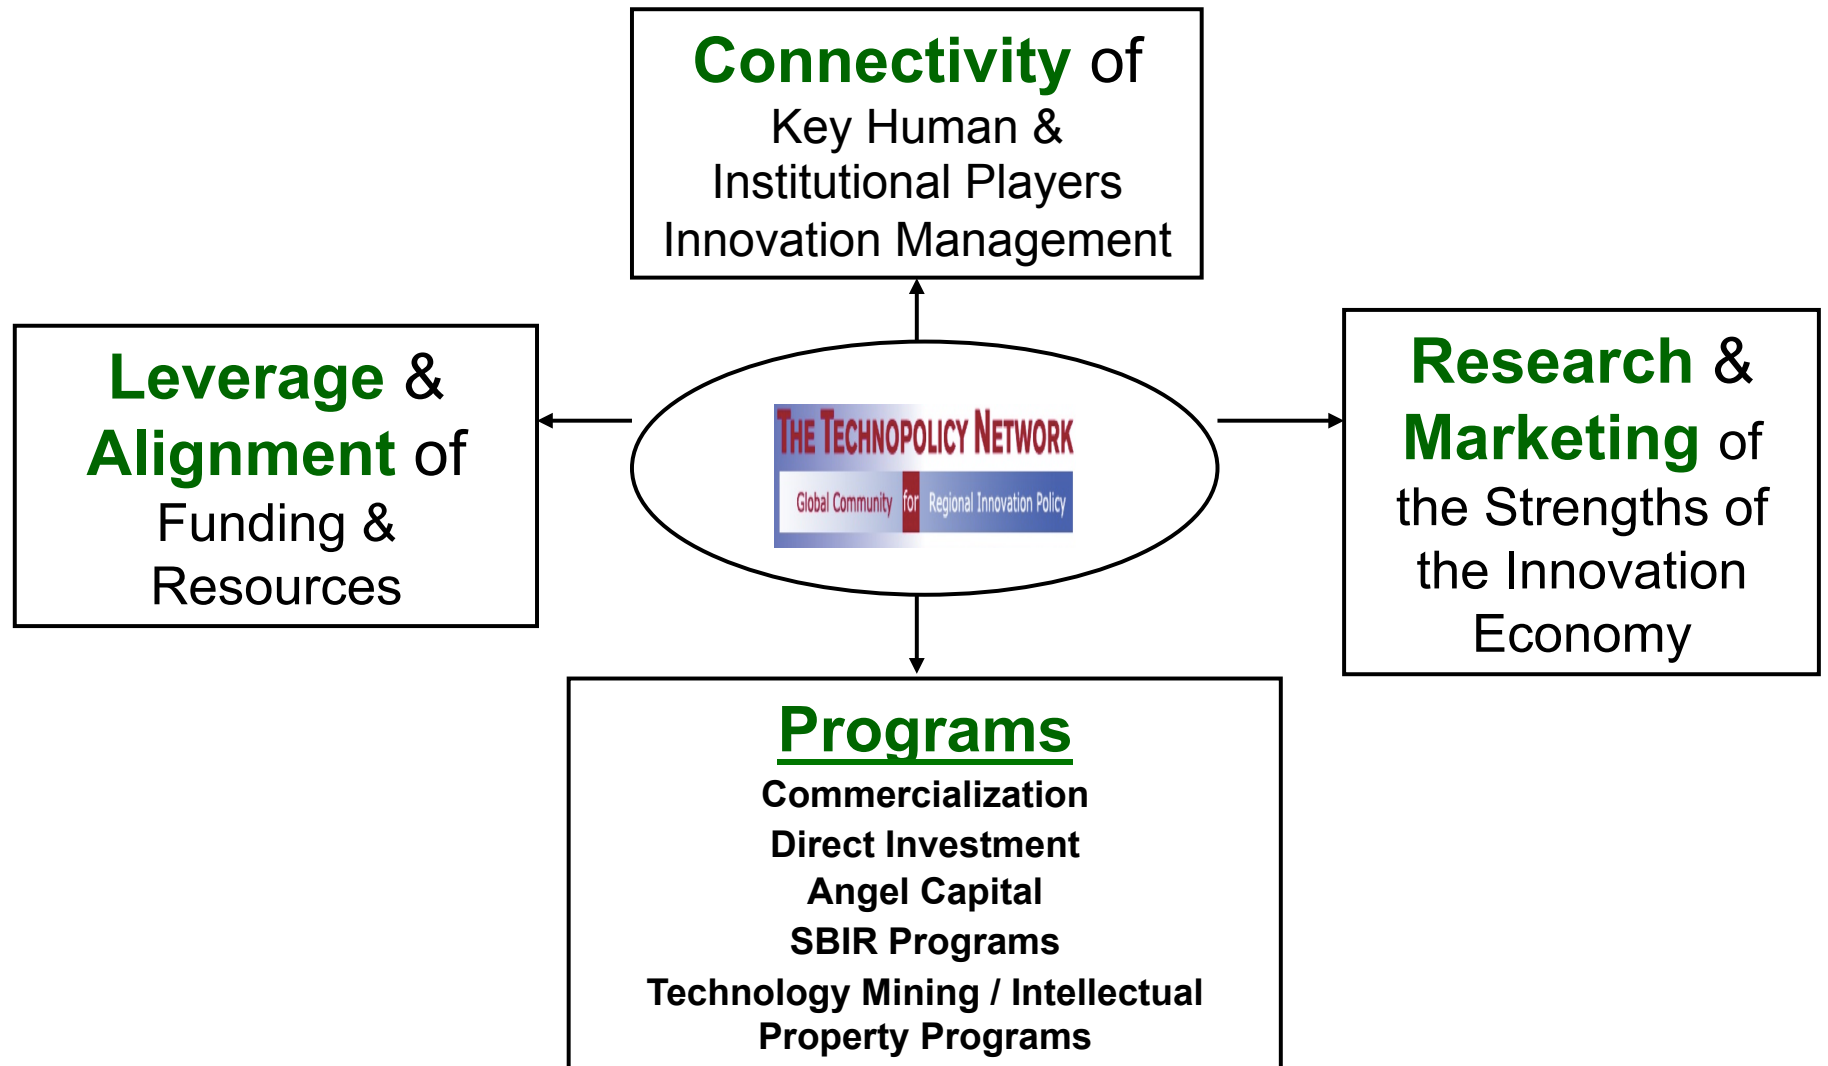 Connectivity of
Key Human &
Institutional Players
Innovation Management
Leverage &
Alignment of
Funding &
Resources
THE TECHNOPOLICY NETWORK
Global Community for Regional Innovation Policy
Research &
Marketing of
the Strengths of
the Innovation
Economy
Programs
Commercialization
Direct Investment
Angel Capital
SBIR Programs
Technology Mining / Intellectual
Property Programs